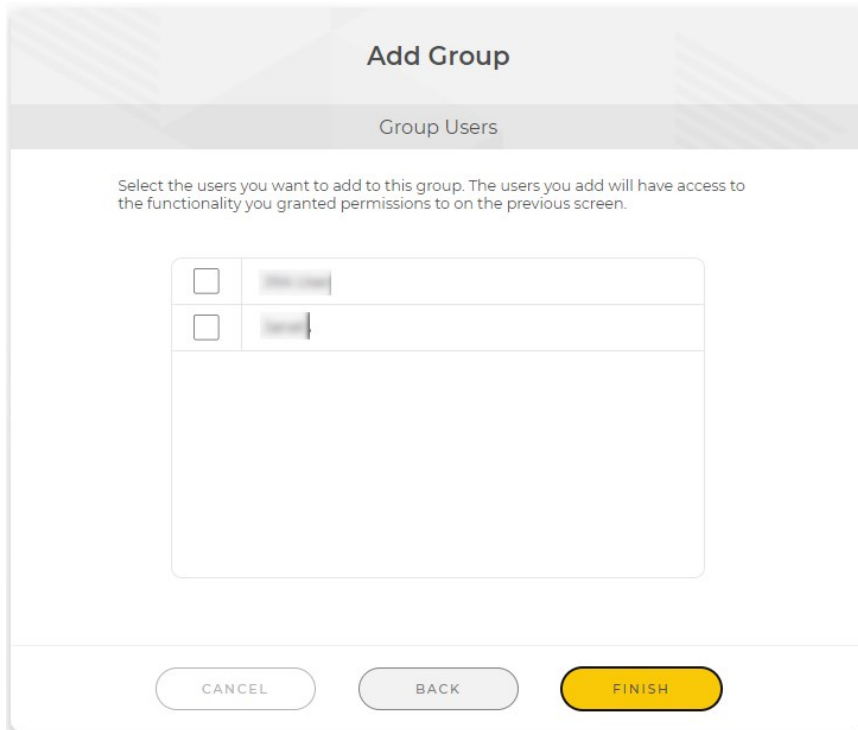 Add Group
Group Users
Select the users you want to add to this group. The users you add will have access to
the functionality you granted permissions to on the previous screen.
CANCEL
BACK
FINISH